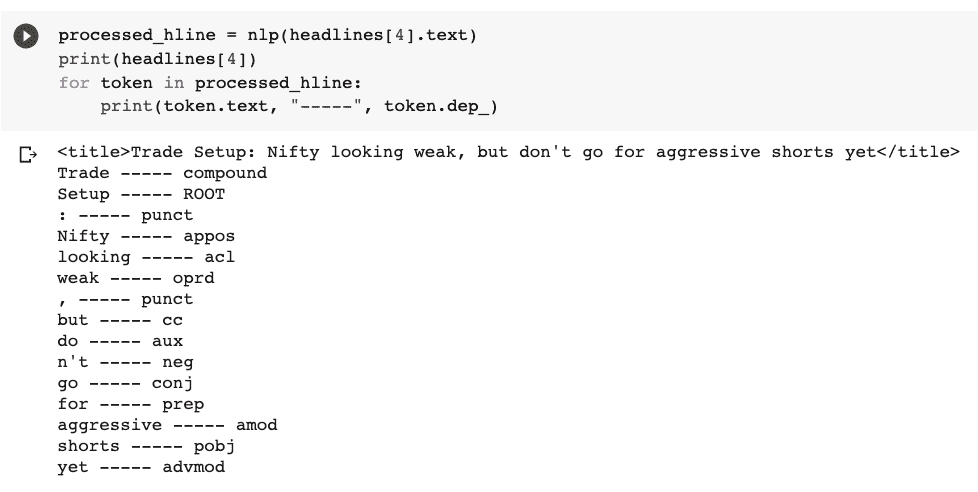 processed_hline = nlp(headlines[4].text)
print(headlines[4])
for token in processed_hline:
    print(token.text, "-----", token.dep_)
<title>Trade Setup: Nifty looking weak, but don't go for aggressive shorts yet</title>
Trade ----- compound
Setup ----- ROOT
: ----- punct
Nifty ----- appos
looking ----- acl
weak ----- oprd
, ----- punct
but ----- cc
do ----- aux
n't ----- neg
go ----- conj
for ----- prep
aggressive ----- amod
shorts ----- pobj
yet ----- advmod